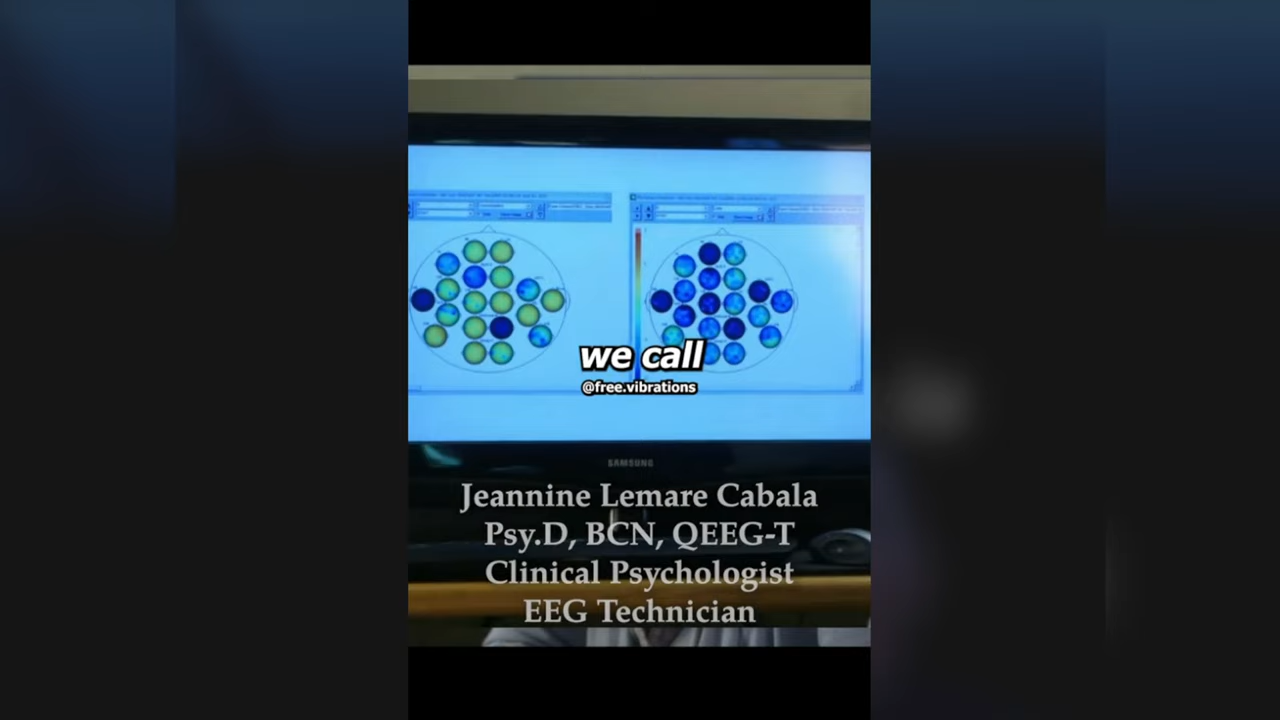 we call
@free.vibrations
SAMSUNG
Jeannine Lemare Cabala
Psy.D, BCN, QEEG-T
Clinical Psychologist
EEG Technician